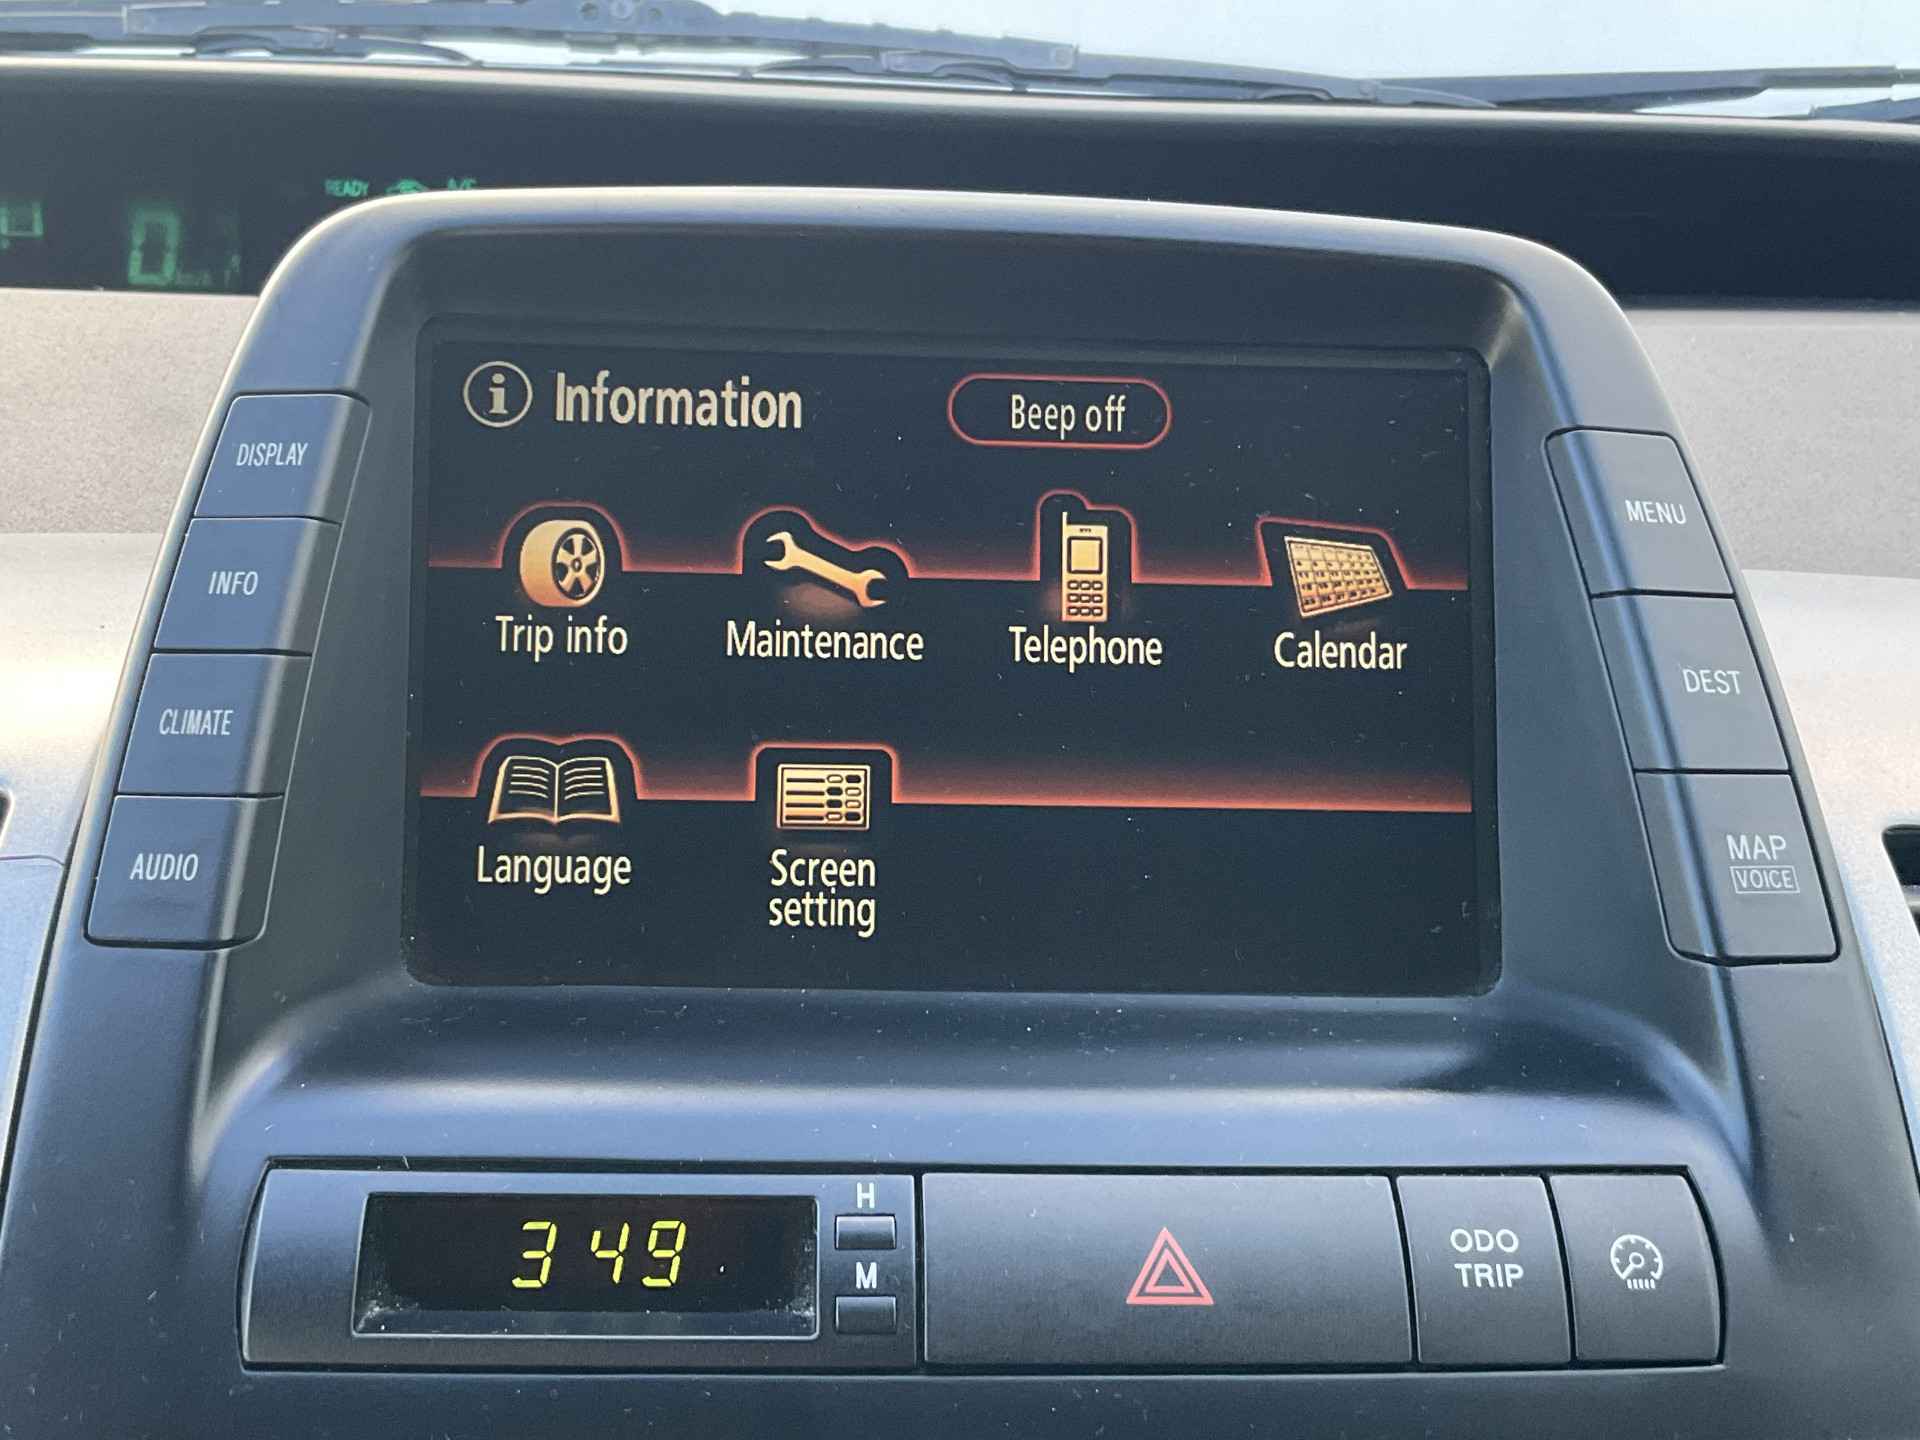 READY
0
Information
Beep off
DISPLAY
INFO
CLIMATE
AUDIO
Trip info
Maintenance
Telephone
Calendar
Language
Screen
setting
MENU
DEST
MAP
VOICE
3 49
H
M
ODO
TRIP